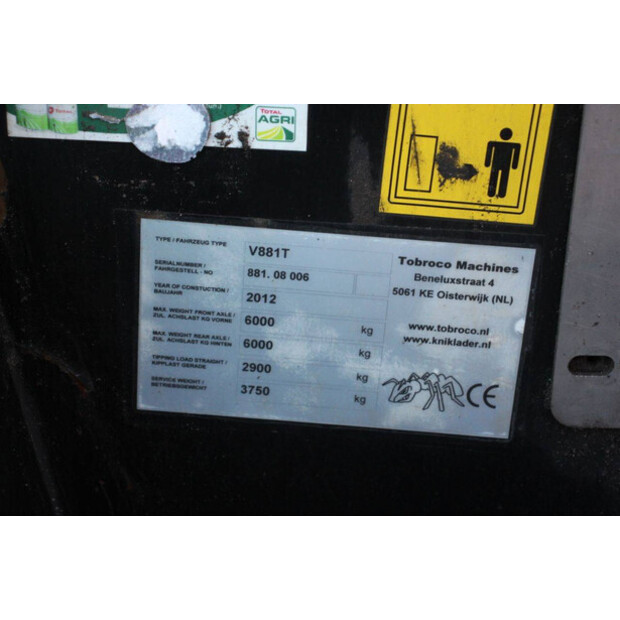 TOTAL
AGRI
TYPE / FAHRZEUG TYPE V881T
SERIALNUMBER / FAHRGESTELL - NO 881. 08 006
YEAR OF CONSTUCTION / BAUJAHR 2012
MAX. WEIGHT FRONT AXLE / ZUL. ACHSLAST KG VORNE 6000 kg
MAX. WEIGHT REAR AXLE / ZUL. ACHSLAST KG HINTEN 6000 kg
TIPPING LOAD STRAIGHT / KIPPLAST GERADE 2900 kg
SERVICE WEIGHT / BETRIEBSGEWICHT 3750 kg
Tobroco Machines
Beneluxstraat 4
5061 KE Oisterwijk (NL)
www.tobroco.nl
www.kniklader.nl
CE